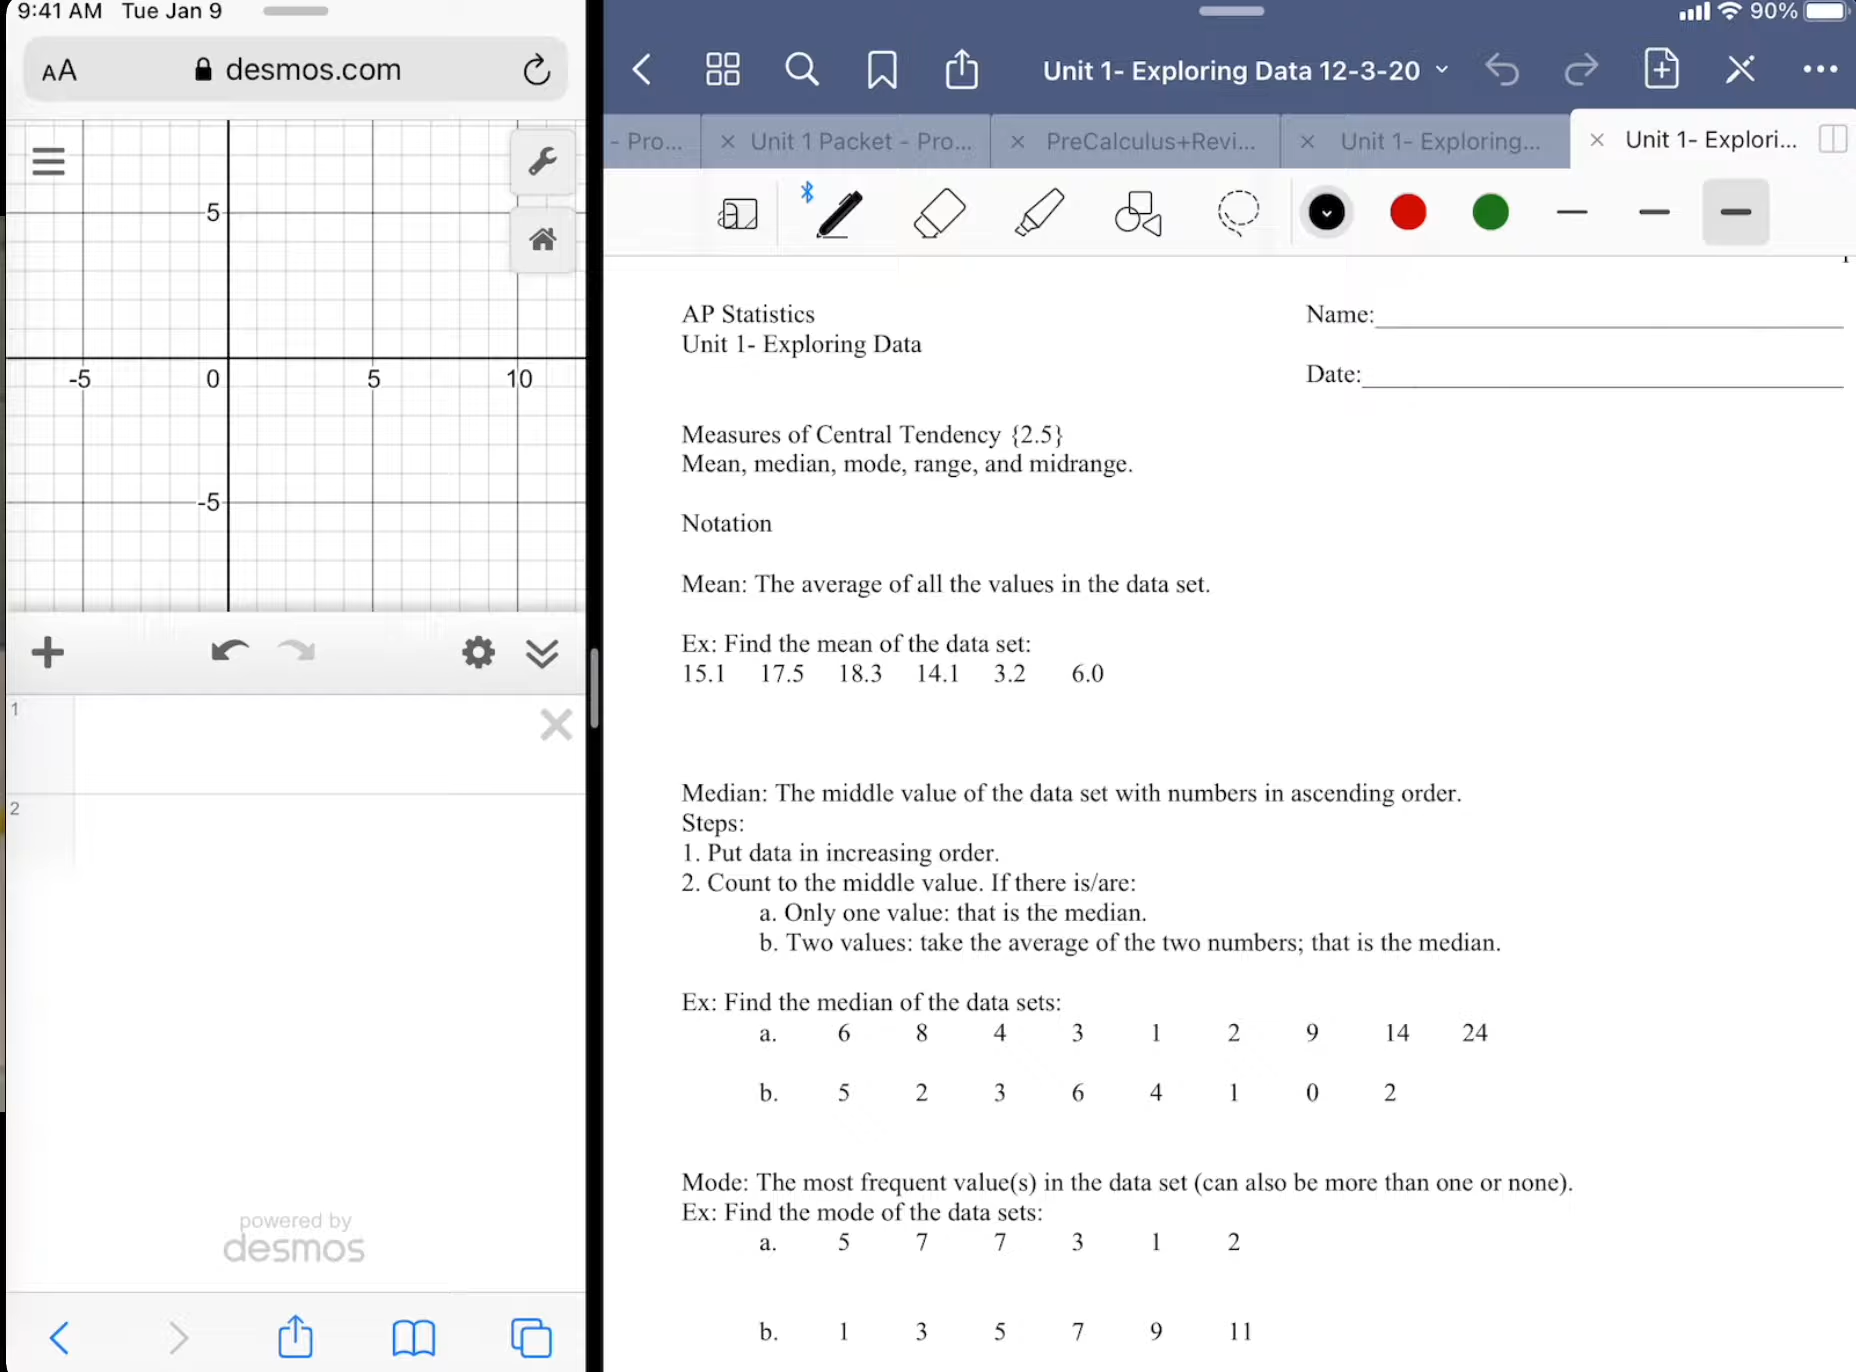 9:41 AM Tue Jan 9
AA desmos.com
5
-5 0 5 10
-5
1
2
powered by
desmos
90%
Unit 1- Exploring Data 12-3-20
- Pro... × Unit 1 Packet - Pro... × PreCalculus+Revi... × Unit 1- Exploring... × Unit 1- Explori...
AP Statistics
Unit 1- Exploring Data
Name:
Date:
Measures of Central Tendency {2.5}
Mean, median, mode, range, and midrange.
Notation
Mean: The average of all the values in the data set.
Ex: Find the mean of the data set:
15.1 17.5 18.3 14.1 3.2 6.0
Median: The middle value of the data set with numbers in ascending order.
Steps:
1. Put data in increasing order.
2. Count to the middle value. If there is/are:
a. Only one value: that is the median.
b. Two values: take the average of the two numbers; that is the median.
Ex: Find the median of the data sets:
a. 6 8 4 3 1 2 9 14 24
b. 5 2 3 6 4 1 0 2
Mode: The most frequent value(s) in the data set (can also be more than one or none).
Ex: Find the mode of the data sets:
a. 5 7 7 3 1 2
b. 1 3 5 7 9 11